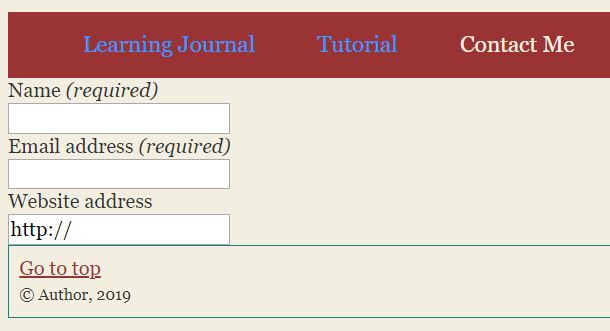 Learning Journal Tutorial Contact Me
Name (required)
Email address (required)
Website address
http://
Go to top
© Author, 2019